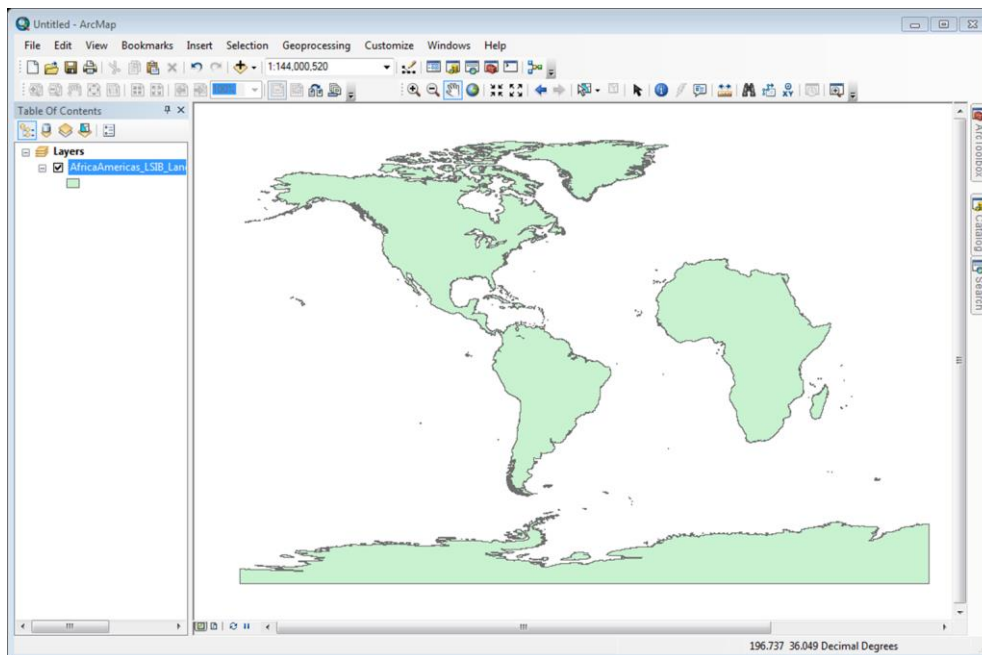 Untitled - ArcMap
File Edit View Bookmarks Insert Selection Geoprocessing Customize Windows Help
1:144,000,520
100%
Table Of Contents
Layers
AfricaAmericas_LSIB_Lan
ArcToolbox
Catalog
Search
196.737 36.049 Decimal Degrees